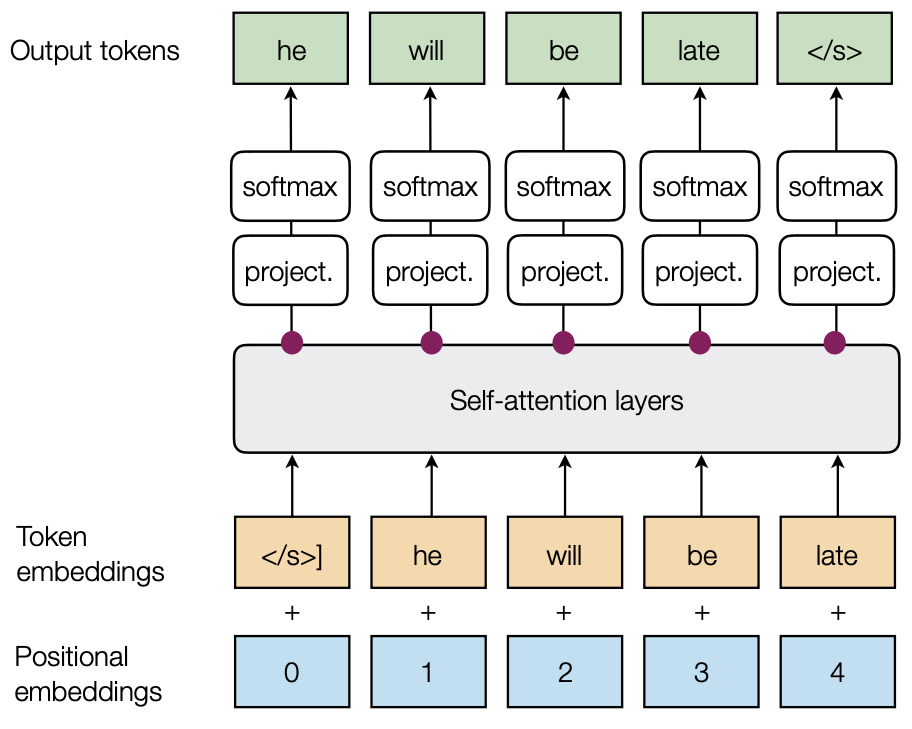 Output tokens he will be late </s>
softmax softmax softmax softmax softmax
project. project. project. project. project.
Self-attention layers
Token
embeddings
</s>] he will be late
+ + + + +
Positional
embeddings
0 1 2 3 4